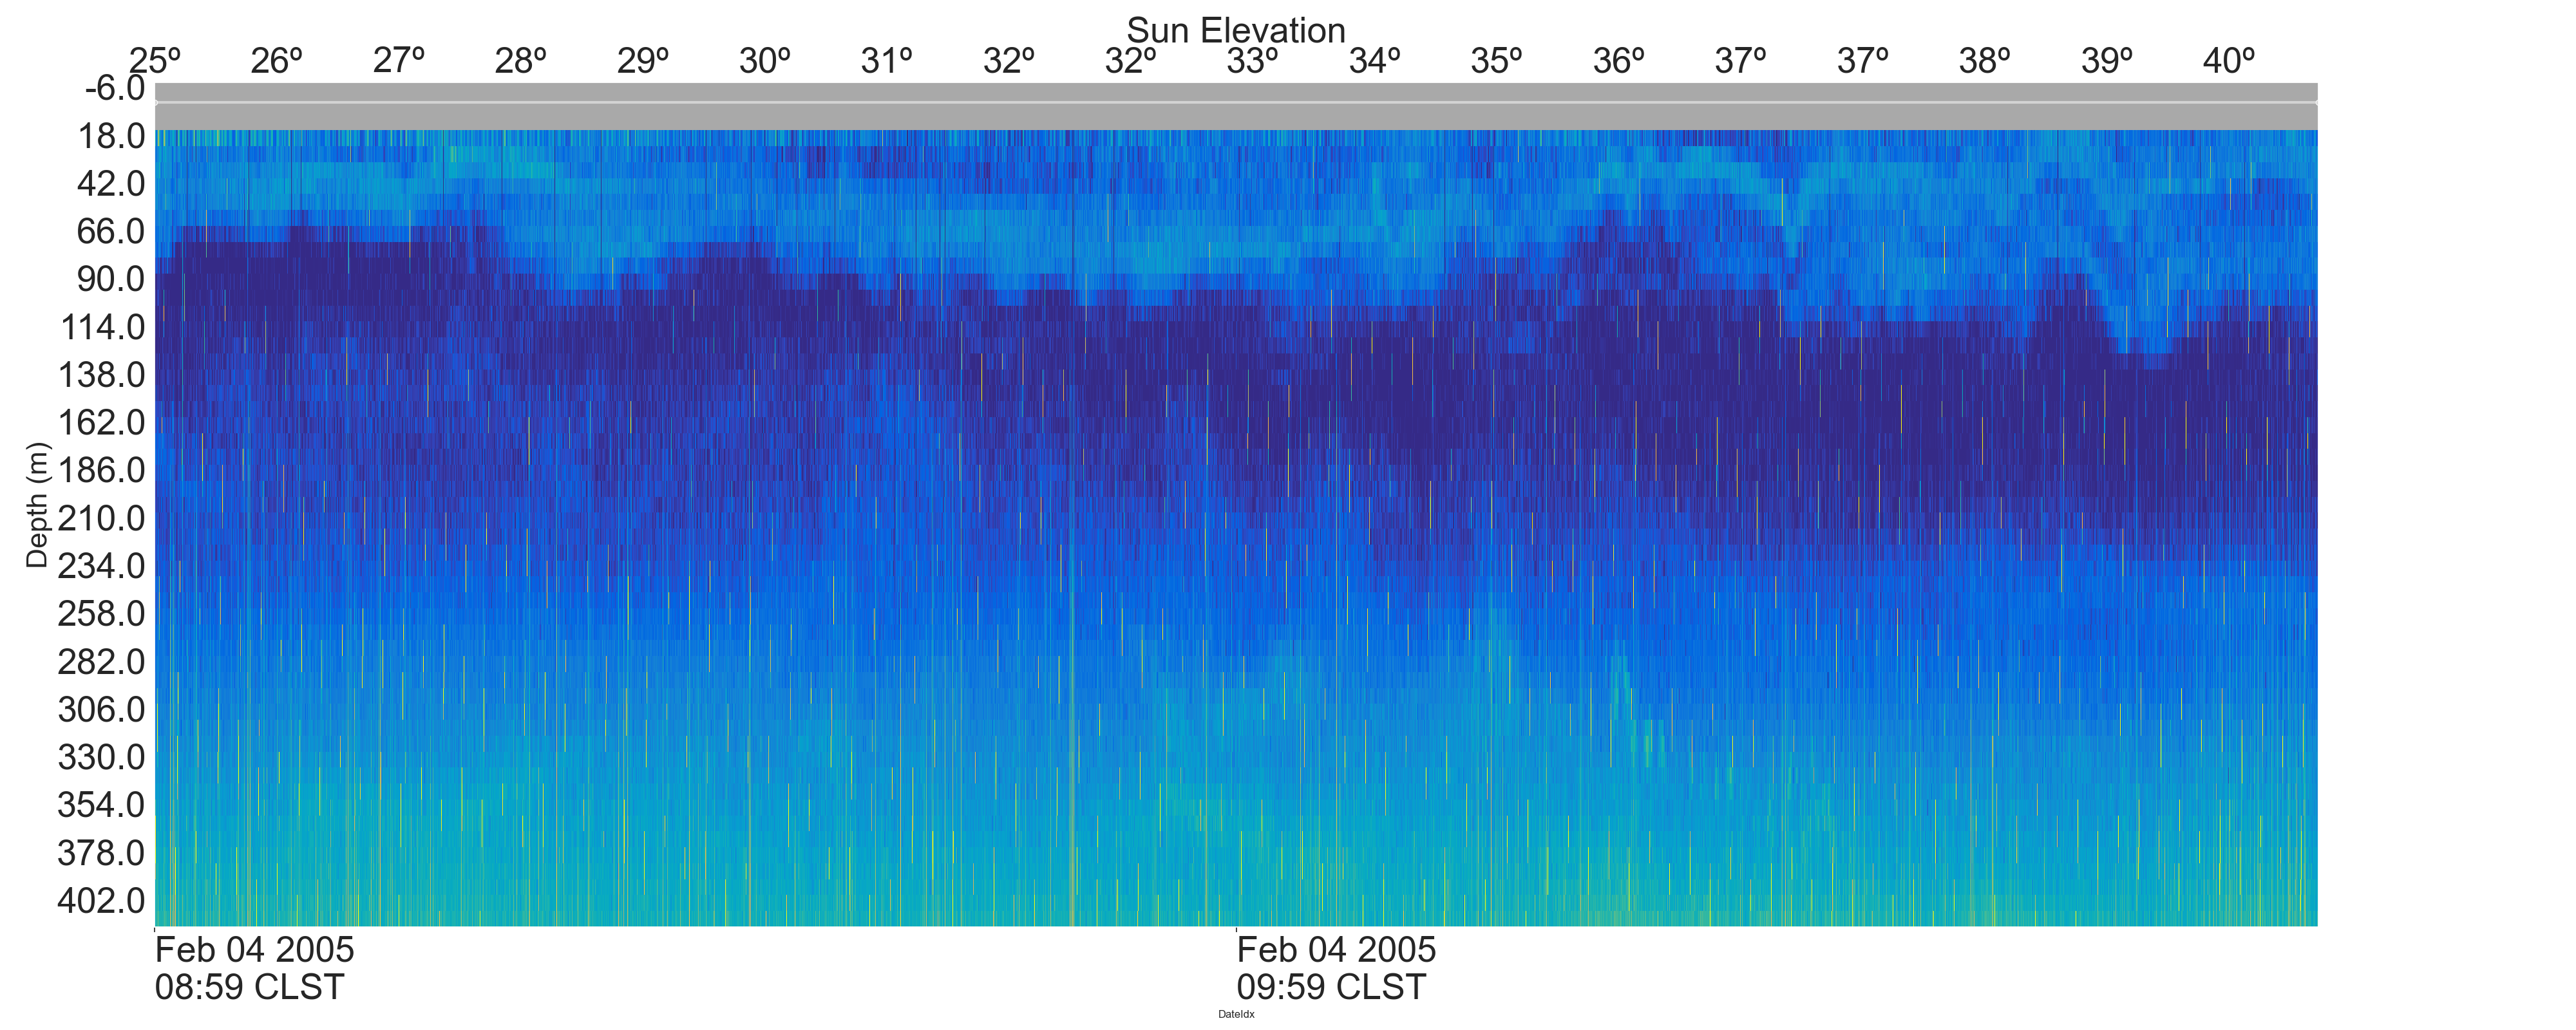 Sun Elevation
25º 26º 27º 28º 29º 30º 31º 32º 32º 33º 34º 35º 36º 37º 37º 38º 39º 40º
-6.0
18.0
42.0
66.0
90.0
114.0
138.0
162.0
186.0
210.0
234.0
258.0
282.0
306.0
330.0
354.0
378.0
402.0
Depth (m)
Feb 04 2005
08:59 CLST
Feb 04 2005
09:59 CLST
DateIdx